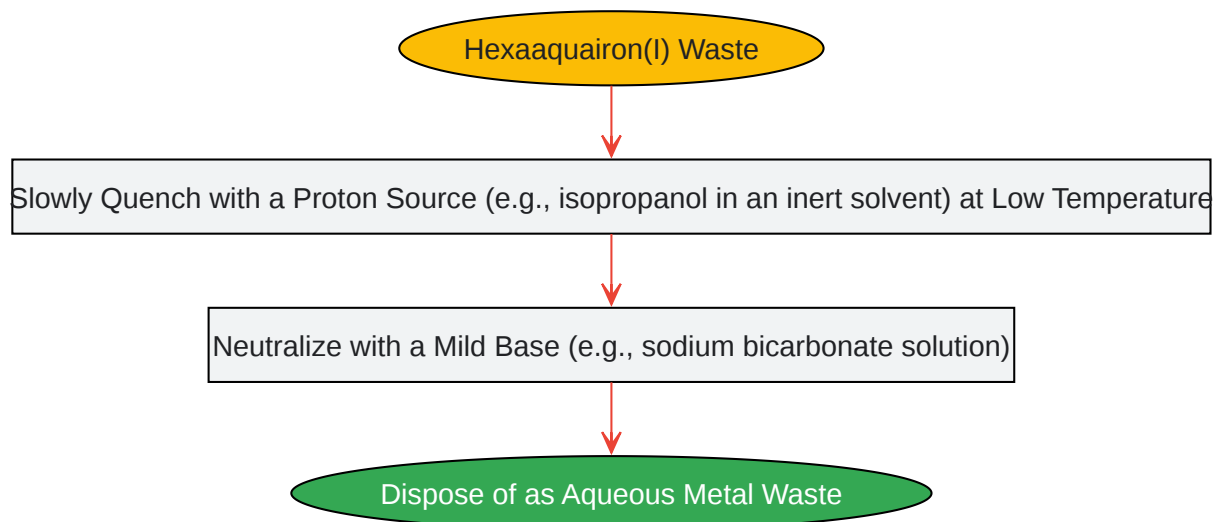 Hexaaquairon(I) Waste
Slowly Quench with a Proton Source (e.g., isopropanol in an inert solvent) at Low Temperature
Neutralize with a Mild Base (e.g., sodium bicarbonate solution)
Dispose of as Aqueous Metal Waste